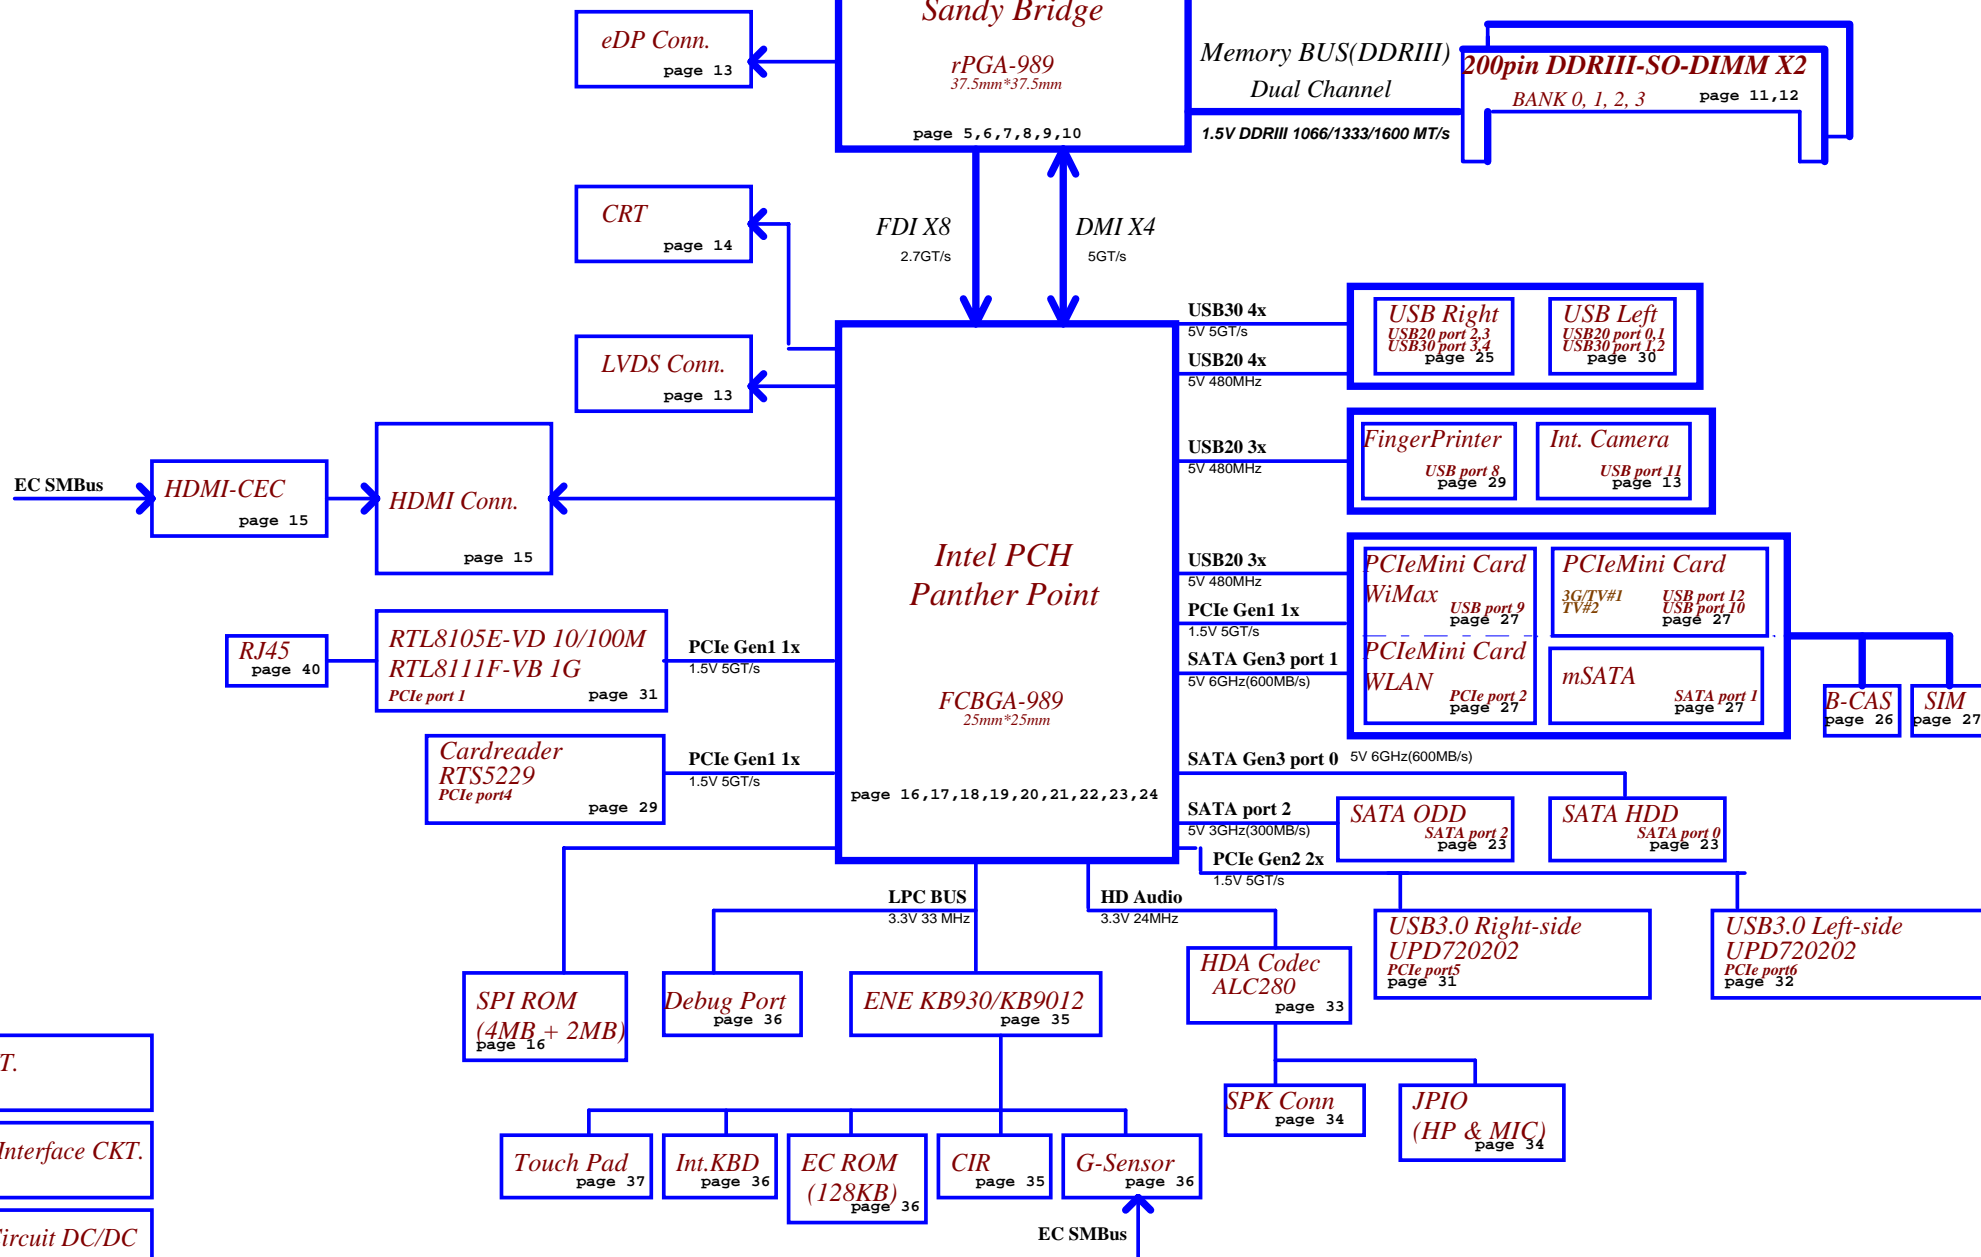 Sandy Bridge
rPGA-989
37.5mm*37.5mm
page 5,6,7,8,9,10
eDP Conn.
page 13
Memory BUS(DDRIII)
Dual Channel
1.5V DDRIII 1066/1333/1600 MT/s
200pin DDRIII-SO-DIMM X2
BANK 0, 1, 2, 3
page 11,12
CRT
page 14
FDI X8
2.7GT/s
DMI X4
5GT/s
LVDS Conn.
page 13
USB30 4x
5V 5GT/s
USB20 4x
5V 480MHz
USB Right
USB20 port 2,3
USB30 port 3,4
page 25
USB Left
USB20 port 0,1
USB30 port 1,2
page 30
EC SMBus
HDMI-CEC
page 15
HDMI Conn.
page 15
USB20 3x
5V 480MHz
FingerPrinter
USB port 8
page 29
Int. Camera
USB port 11
page 13
Intel PCH
Panther Point
FCBGA-989
25mm*25mm
page 16,17,18,19,20,21,22,23,24
USB20 3x
5V 480MHz
PCIe Gen1 1x
1.5V 5GT/s
SATA Gen3 port 1
5V 6GHz(600MB/s)
PCIeMini Card
WiMax
USB port 9
page 27
PCIeMini Card
3G/TV#1
USB port 12
TV#2
USB port 10
page 27
PCIeMini Card
WLAN
PCIe port 2
page 27
mSATA
SATA port 1
page 27
B-CAS
page 26
SIM
page 27
RJ45
page 40
RTL8105E-VD 10/100M
RTL8111F-VB 1G
PCIe port 1
page 31
PCIe Gen1 1x
1.5V 5GT/s
Cardreader
RTS5229
PCIe port4
page 29
PCIe Gen1 1x
1.5V 5GT/s
SATA Gen3 port 0
5V 6GHz(600MB/s)
SATA port 2
5V 3GHz(300MB/s)
SATA ODD
SATA port 2
page 23
SATA HDD
SATA port 0
page 23
PCIe Gen2 2x
1.5V 5GT/s
USB3.0 Right-side
UPD720202
PCIe port5
page 31
USB3.0 Left-side
UPD720202
PCIe port6
page 32
LPC BUS
3.3V 33 MHz
HD Audio
3.3V 24MHz
SPI ROM
(4MB + 2MB)
page 16
Debug Port
page 36
ENE KB930/KB9012
page 35
HDA Codec
ALC280
page 33
SPK Conn
page 34
JPIO
(HP & MIC)
page 34
Touch Pad
page 37
Int.KBD
page 36
EC ROM
(128KB)
page 36
CIR
page 35
G-Sensor
page 36
EC SMBus
T.
Interface CKT.
Circuit DC/DC